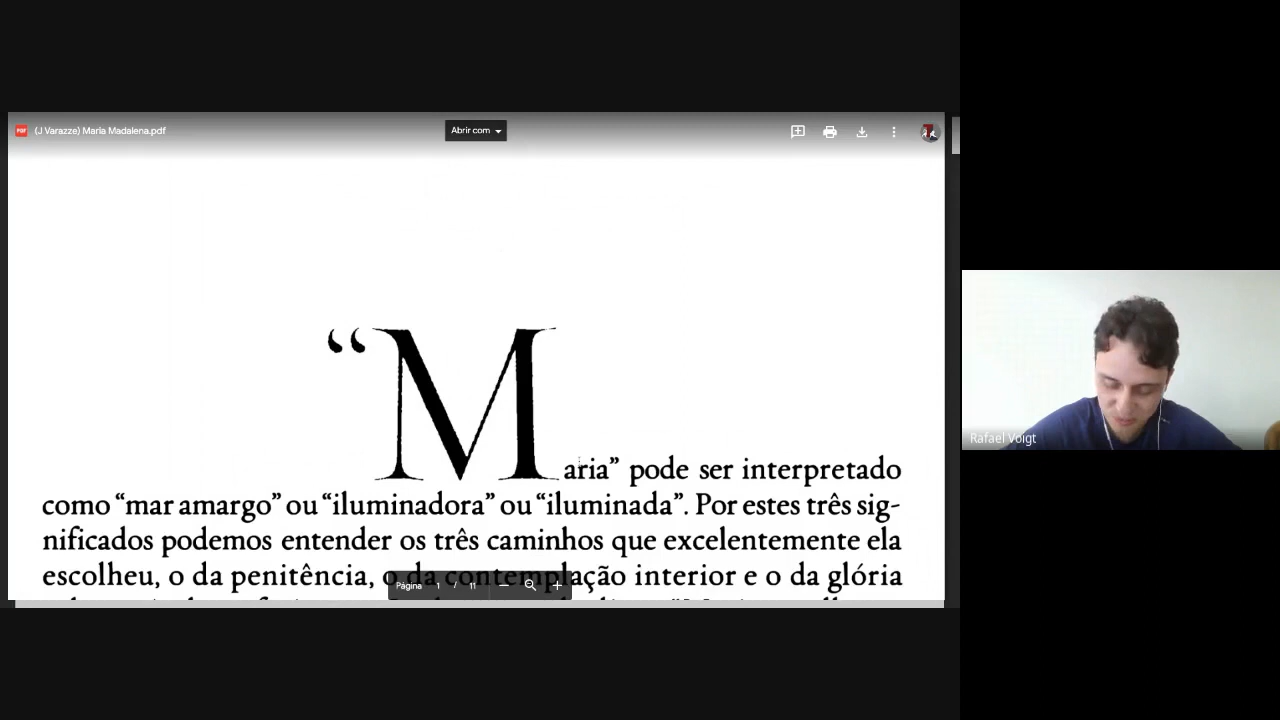 (J Varazze) Maria Madalena.pdf
Abrir com
“Maria” pode ser interpretado
como “mar amargo” ou “iluminadora” ou “iluminada”. Por estes três sig-
nificados podemos entender os três caminhos que excelentemente ela
escolheu, o da penitência, o da contemplação interior e o da glória
Página 1 / 11
Rafael Voigt